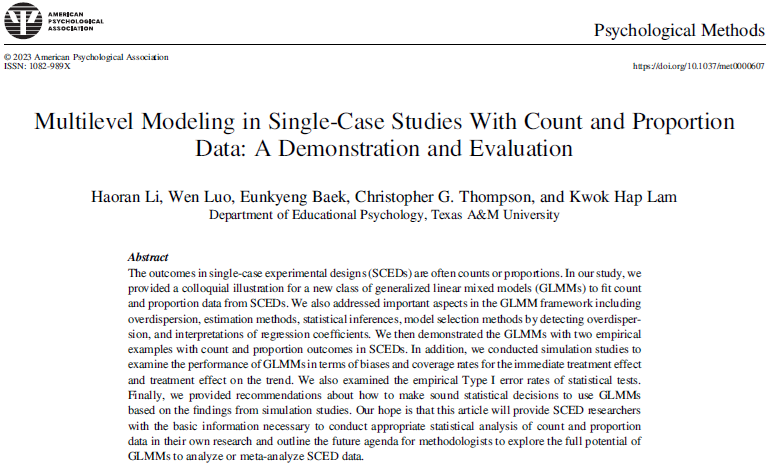 AMERICAN
PSYCHOLOGICAL
ASSOCIATION
Psychological Methods
© 2023 American Psychological Association
ISSN: 1082-989X
https://doi.org/10.1037/met0000607
Multilevel Modeling in Single-Case Studies With Count and Proportion
Data: A Demonstration and Evaluation
Haoran Li, Wen Luo, Eunkyeng Baek, Christopher G. Thompson, and Kwok Hap Lam
Department of Educational Psychology, Texas A&M University
Abstract
The outcomes in single-case experimental designs (SCEDs) are often counts or proportions. In our study, we
provided a colloquial illustration for a new class of generalized linear mixed models (GLMMs) to fit count
and proportion data from SCEDs. We also addressed important aspects in the GLMM framework including
overdispersion, estimation methods, statistical inferences, model selection methods by detecting overdisper-
sion, and interpretations of regression coefficients. We then demonstrated the GLMMs with two empirical
examples with count and proportion outcomes in SCEDs. In addition, we conducted simulation studies to
examine the performance of GLMMs in terms of biases and coverage rates for the immediate treatment effect
and treatment effect on the trend. We also examined the empirical Type I error rates of statistical tests.
Finally, we provided recommendations about how to make sound statistical decisions to use GLMMs
based on the findings from simulation studies. Our hope is that this article will provide SCED researchers
with the basic information necessary to conduct appropriate statistical analysis of count and proportion
data in their own research and outline the future agenda for methodologists to explore the full potential of
GLMMs to analyze or meta-analyze SCED data.